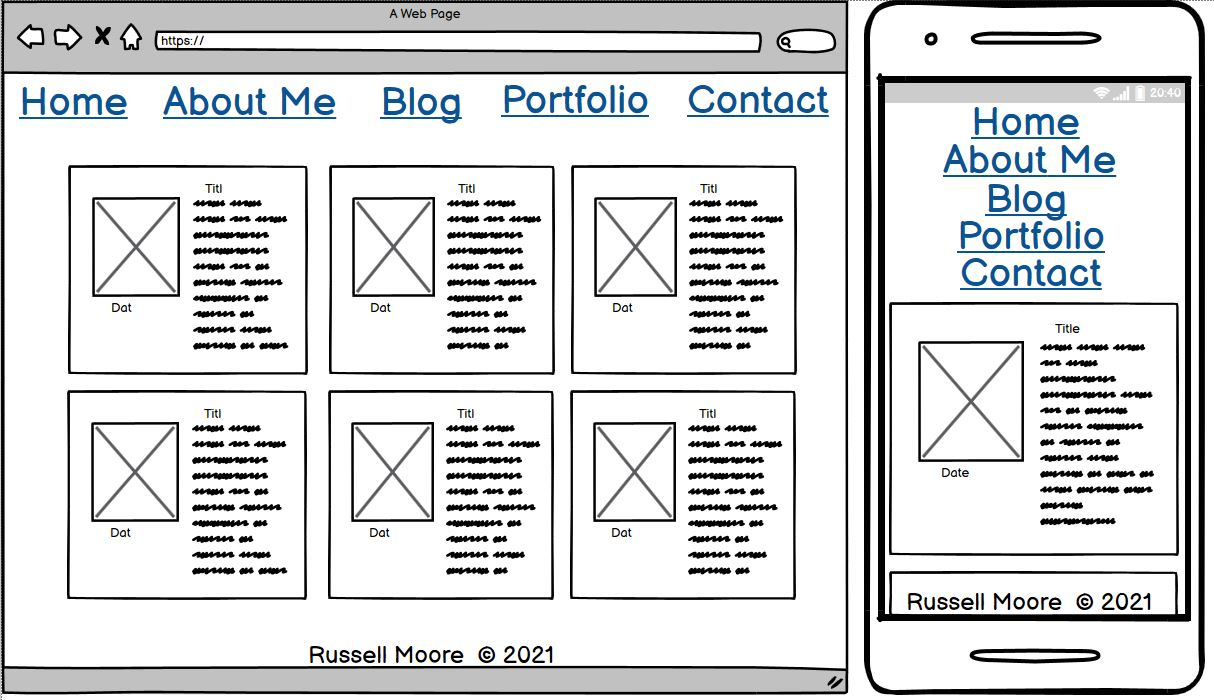 A Web Page
https://
Home About Me Blog Portfolio Contact
Titl Titl Titl
Dat Dat Dat
Titl Titl Titl
Dat Dat Dat
Russell Moore © 2021
20:40
Home
About Me
Blog
Portfolio
Contact
Title
Date
Russell Moore © 2021